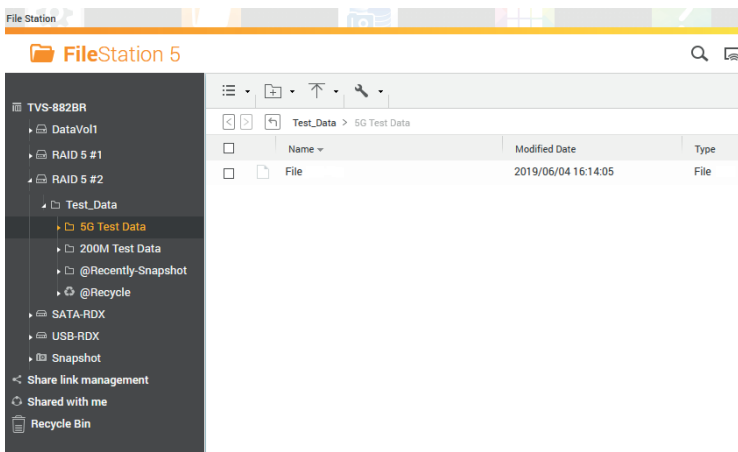 File Station
FileStation 5
TVS-882BR
DataVol1
RAID 5 #1
RAID 5 #2
Test_Data
5G Test Data
200M Test Data
@Recently-Snapshot
@Recycle
SATA-RDX
USB-RDX
Snapshot
Share link management
Shared with me
Recycle Bin
Test_Data > 5G Test Data
Name Modified Date Type
File 2019/06/04 16:14:05 File